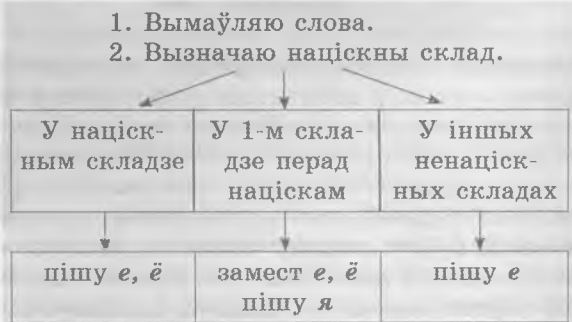 1. Вымаўляю слова.
2. Вызначаю націскны склад.
У націск-
ным складзе
У 1-м скла-
дзе перад
націскам
У іншых
ненаціск-
ных складах
пішу е, ё
замест е, ё
пішу я
пішу е